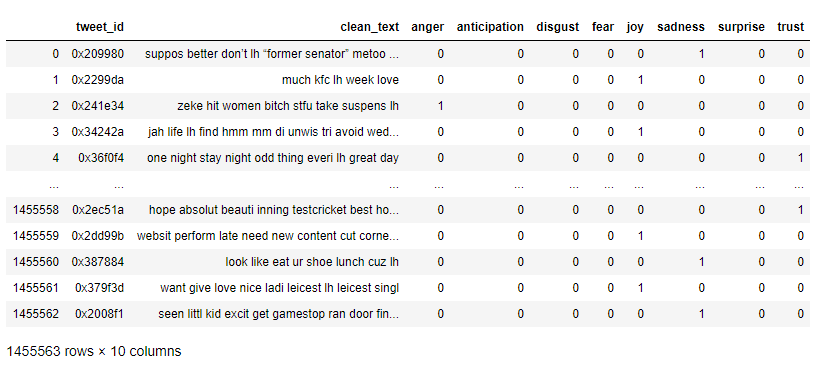 tweet_id clean_text anger anticipation disgust fear joy sadness surprise trust
0 0x209980 suppos better don't lh “former senator” metoo ... 0 0 0 0 0 1 0 0
1 0x2299da much kfc lh week love 0 0 0 0 1 0 0 0
2 0x241e34 zeke hit women bitch stfu take suspens lh 1 0 0 0 0 0 0 0
3 0x34242a jah life lh find hmm mm di unwis tri avoid wed... 0 0 0 0 1 0 0 0
4 0x36f0f4 one night stay night odd thing everi lh great day 0 0 0 0 0 0 0 1
... ... ... ... ... ... ... ... ... ... ...
1455558 0x2ec51a hope absolut beauti inning testcricket best ho... 0 0 0 0 0 0 0 1
1455559 0x2dd99b websit perform late need new content cut corne... 0 0 0 0 1 0 0 0
1455560 0x387884 look like eat ur shoe lunch cuz lh 0 0 0 0 0 1 0 0
1455561 0x379f3d want give love nice ladi leicest lh leicest singl 0 0 0 0 1 0 0 0
1455562 0x2008f1 seen littl kid excit get gamestop ran door fin... 0 0 0 0 0 1 0 0
1455563 rows × 10 columns